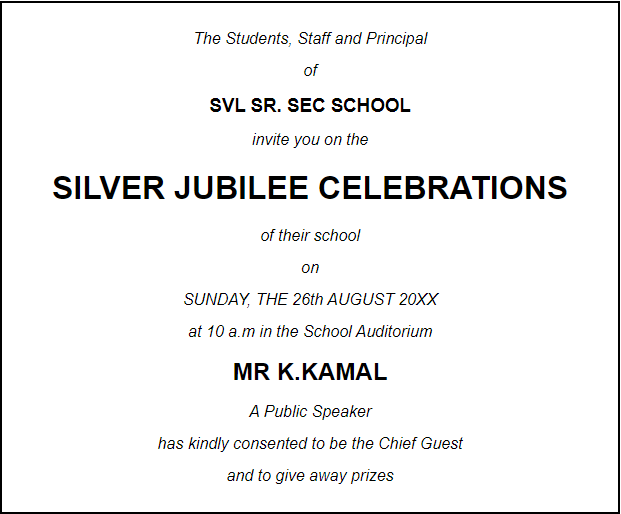 The Students, Staff and Principal
of
SVL SR. SEC SCHOOL
invite you on the
SILVER JUBILEE CELEBRATIONS
of their school
on
SUNDAY, THE 26th AUGUST 20XX
at 10 a.m in the School Auditorium
MR K.KAMAL
A Public Speaker
has kindly consented to be the Chief Guest
and to give away prizes